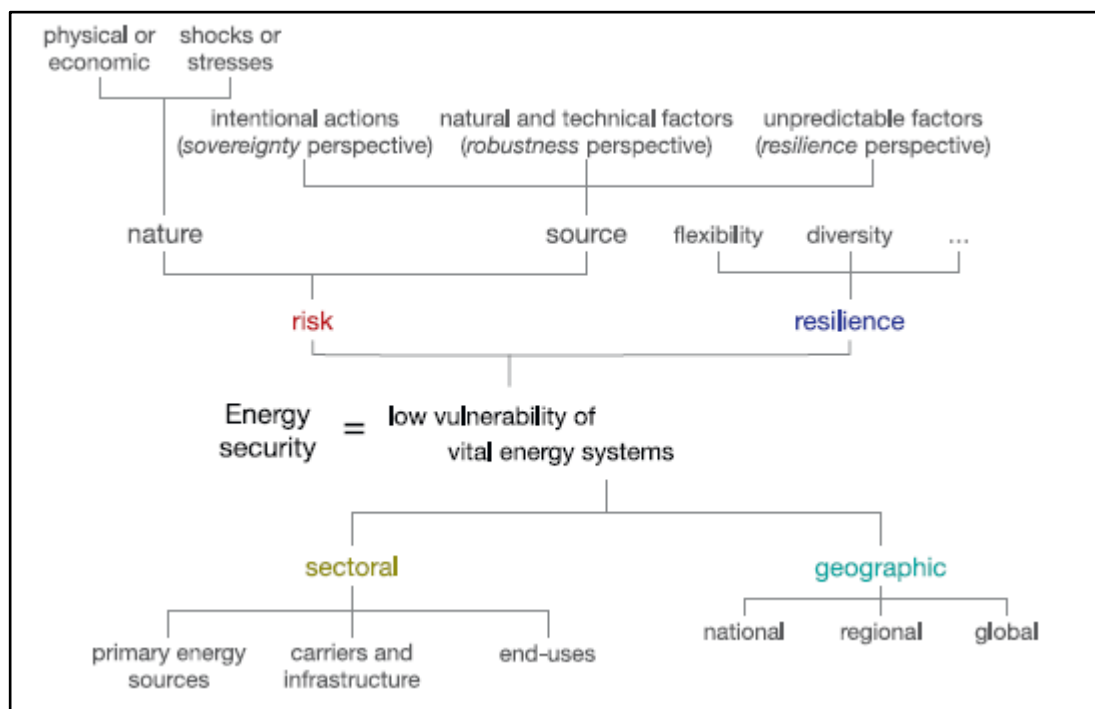 physical or economic
shocks or stresses
intentional actions
(sovereignty perspective)
natural and technical factors
(robustness perspective)
unpredictable factors
(resilience perspective)
nature
source
flexibility
diversity
...
risk
resilience
Energy security
=
low vulnerability of
vital energy systems
sectoral
geographic
primary energy sources
carriers and infrastructure
end-uses
national
regional
global